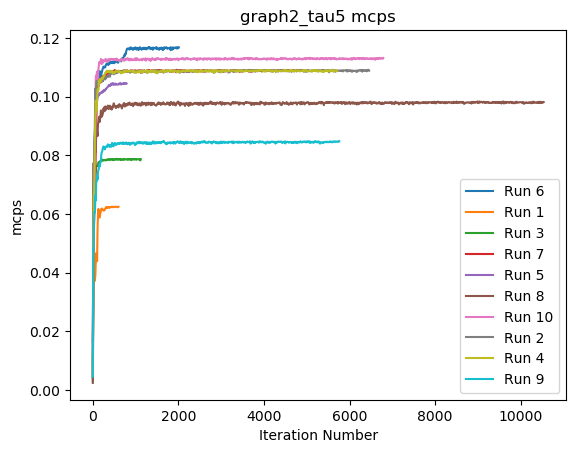 graph2_tau5 mcps
mcps
0.12
0.10
0.08
0.06
0.04
0.02
0.00
0
2000
4000
6000
8000
10000
Iteration Number
Run 6
Run 1
Run 3
Run 7
Run 5
Run 8
Run 10
Run 2
Run 4
Run 9